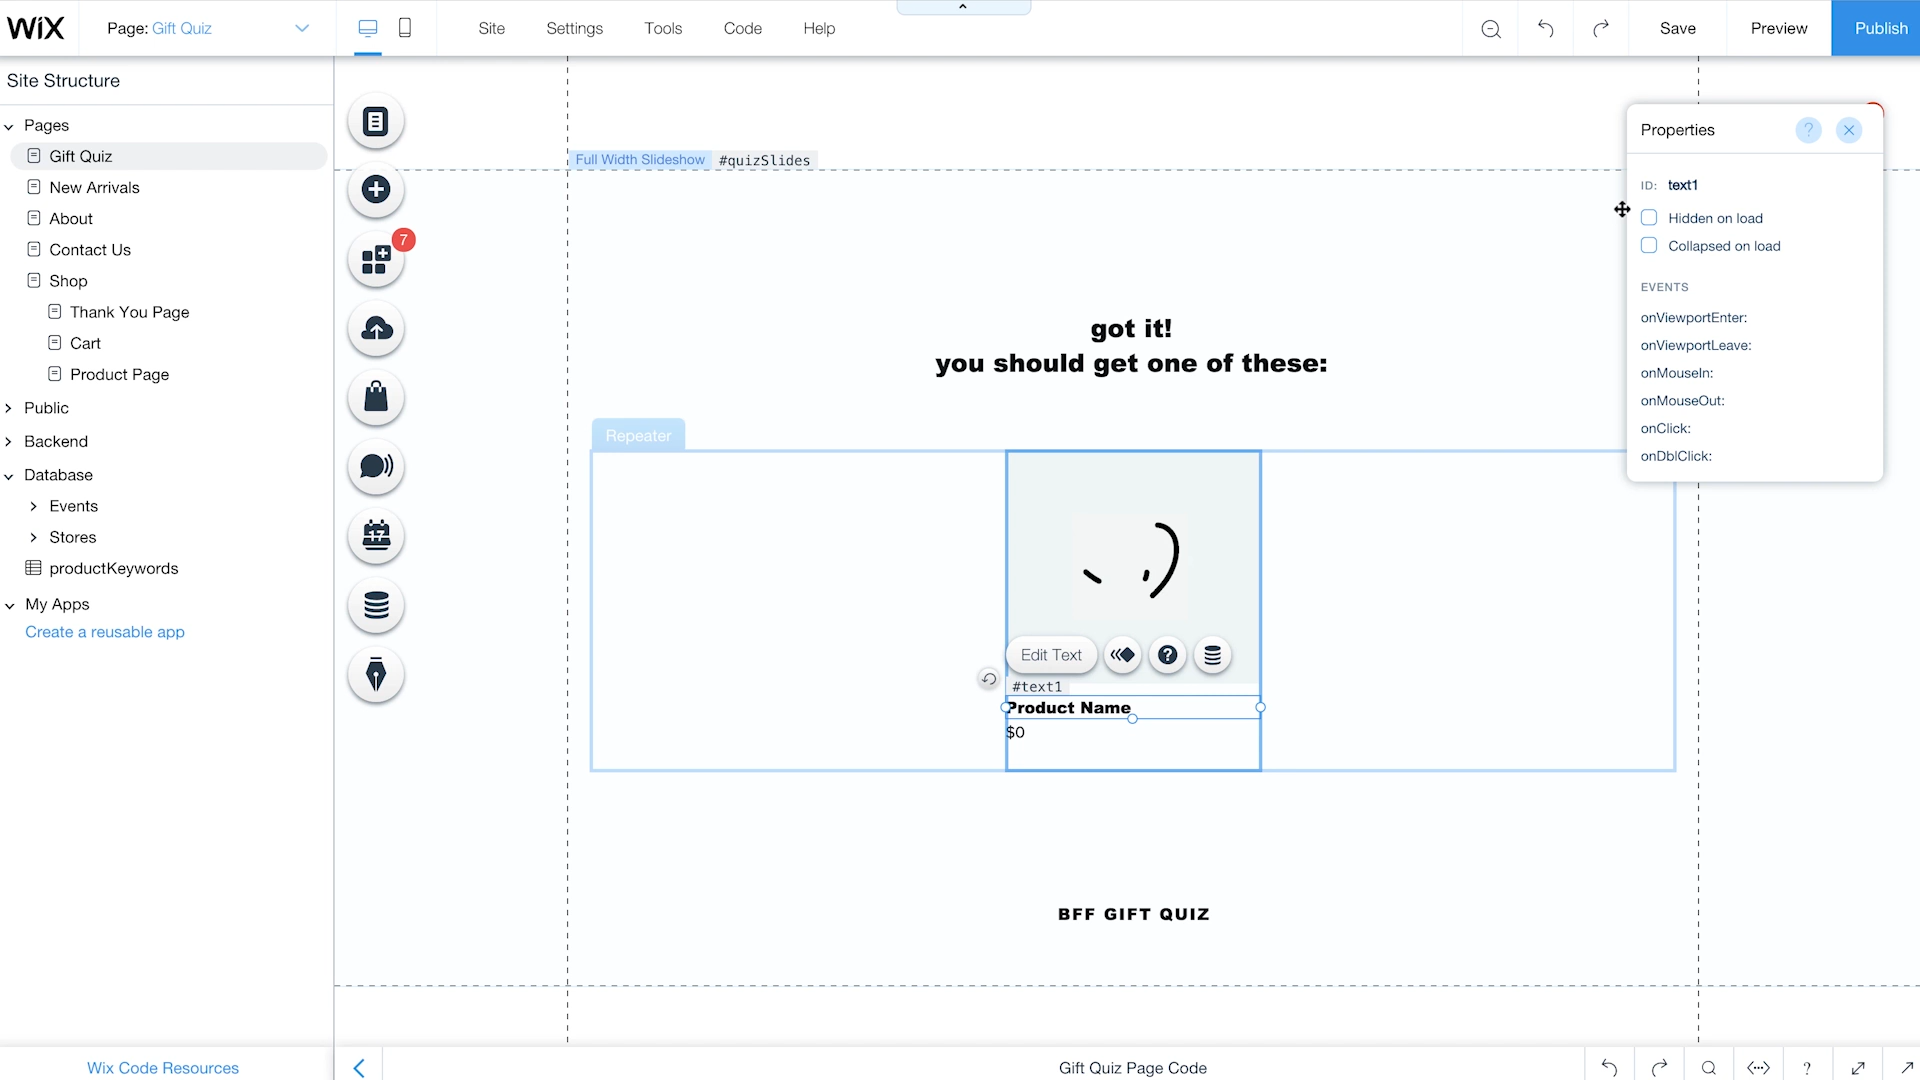 WiX
Page: Gift Quiz
Site
Settings
Tools
Code
Help
Save
Preview
Publish
Site Structure
Pages
Gift Quiz
New Arrivals
About
Contact Us
Shop
Thank You Page
Cart
Product Page
Public
Backend
Database
Events
Stores
productKeywords
My Apps
Create a reusable app
Wix Code Resources
7
17
Full Width Slideshow #quizSlides
got it!
you should get one of these:
Repeater
Edit Text
?
#text1
Product Name
$0
BFF GIFT QUIZ
Properties
?
ID: text1
Hidden on load
Collapsed on load
EVENTS
onViewportEnter:
onViewportLeave:
onMouseIn:
onMouseOut:
onClick:
onDblClick:
Gift Quiz Page Code
?